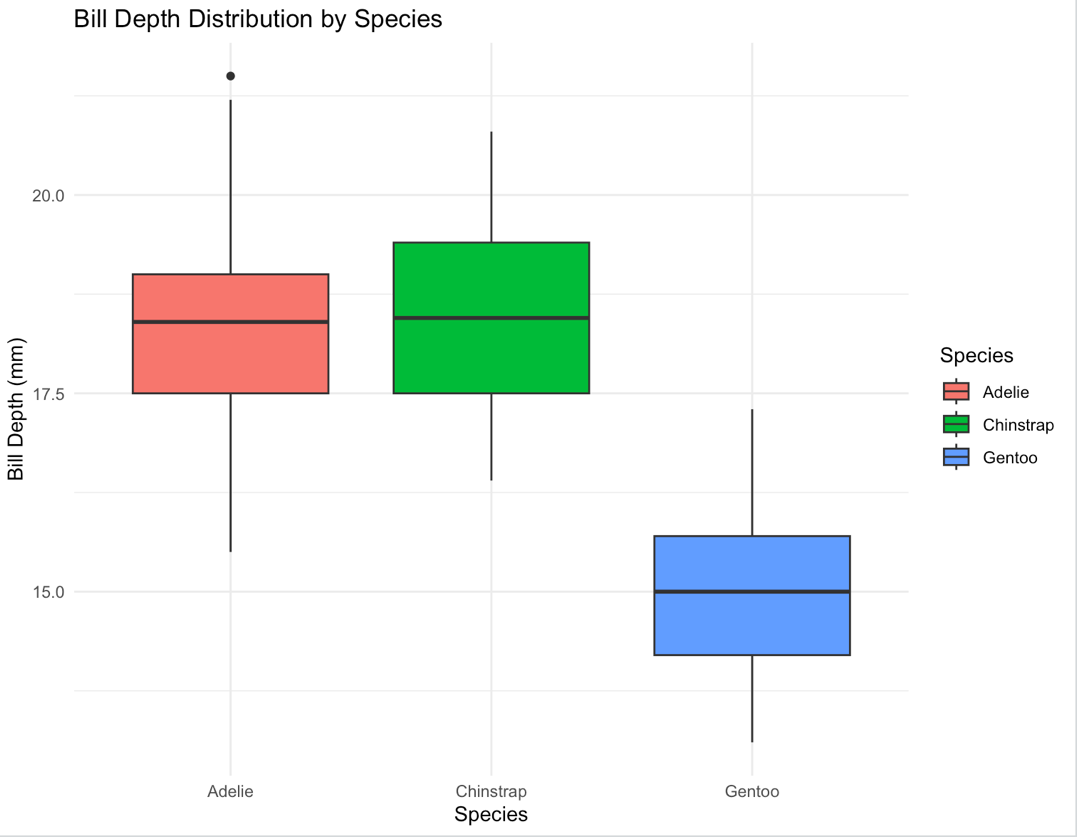 Bill Depth Distribution by Species
20.0
17.5
15.0
Bill Depth (mm)
Adelie
Chinstrap
Gentoo
Species
Species
Adelie
Chinstrap
Gentoo